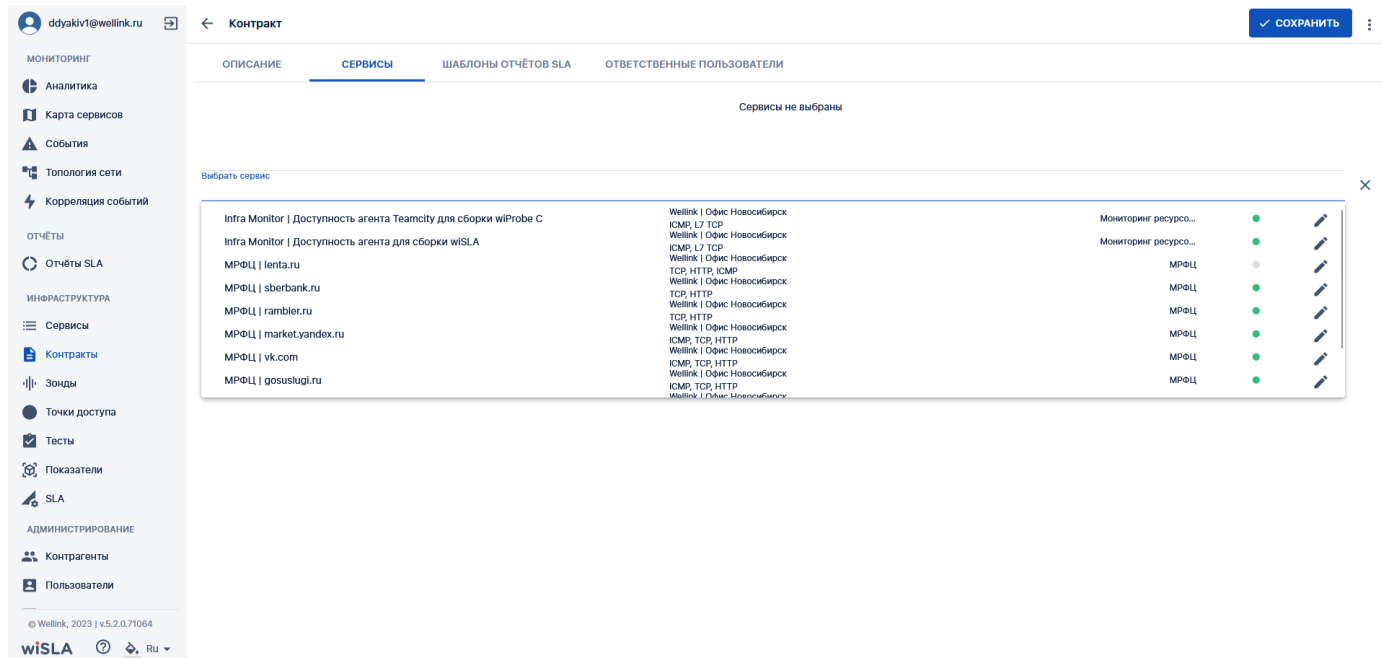 ddyakiv1@wellink.ru
МОНИТОРИНГ
Аналитика
Карта сервисов
События
Топология сети
Корреляция событий
ОТЧЁТЫ
Отчёты SLA
ИНФРАСТРУКТУРА
Сервисы
Контракты
Зонды
Точки доступа
Тесты
Показатели
SLA
АДМИНИСТРИРОВАНИЕ
Контрагенты
Пользователи
© Wellink, 2023 | v.5.2.0.71064
wiSLA Ru
Контракт
СОХРАНИТЬ
ОПИСАНИЕ СЕРВИСЫ ШАБЛОНЫ ОТЧЁТОВ SLA ОТВЕТСТВЕННЫЕ ПОЛЬЗОВАТЕЛИ
Сервисы не выбраны
Выбрать сервис
Infra Monitor | Доступность агента Teamcity для сборки wiProbe C
Wellink | Офис Новосибирск
ICMP, L7 TCP
Мониторинг ресурсо...
Infra Monitor | Доступность агента для сборки wiSLA
Wellink | Офис Новосибирск
ICMP, L7 TCP
Мониторинг ресурсо...
МРФЦ | lenta.ru
Wellink | Офис Новосибирск
TCP, HTTP, ICMP
МРФЦ
МРФЦ | sberbank.ru
Wellink | Офис Новосибирск
TCP, HTTP
МРФЦ
МРФЦ | rambler.ru
Wellink | Офис Новосибирск
TCP, HTTP
МРФЦ
МРФЦ | market.yandex.ru
Wellink | Офис Новосибирск
ICMP, TCP, HTTP
МРФЦ
МРФЦ | vk.com
Wellink | Офис Новосибирск
ICMP, TCP, HTTP
МРФЦ
МРФЦ | gosuslugi.ru
Wellink | Офис Новосибирск
ICMP, TCP, HTTP
МРФЦ
Wellink | Офис Новосибирск